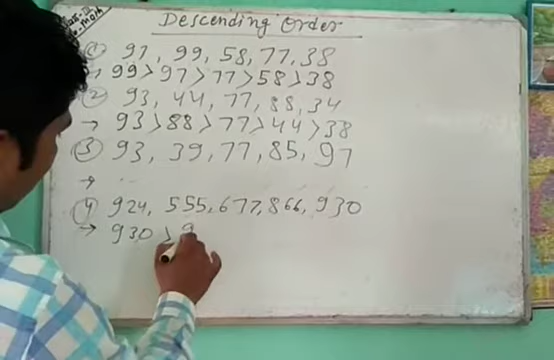 Descending Order
① 97, 99, 58, 77, 38
→ 99 > 97 > 77 > 58 > 38
② 93, 44, 77, 88, 34
→ 93 > 88 > 77 > 44 > 38
③ 93, 39, 77, 85, 97
→
④ 924, 555, 677, 866, 930
→ 930 > 9